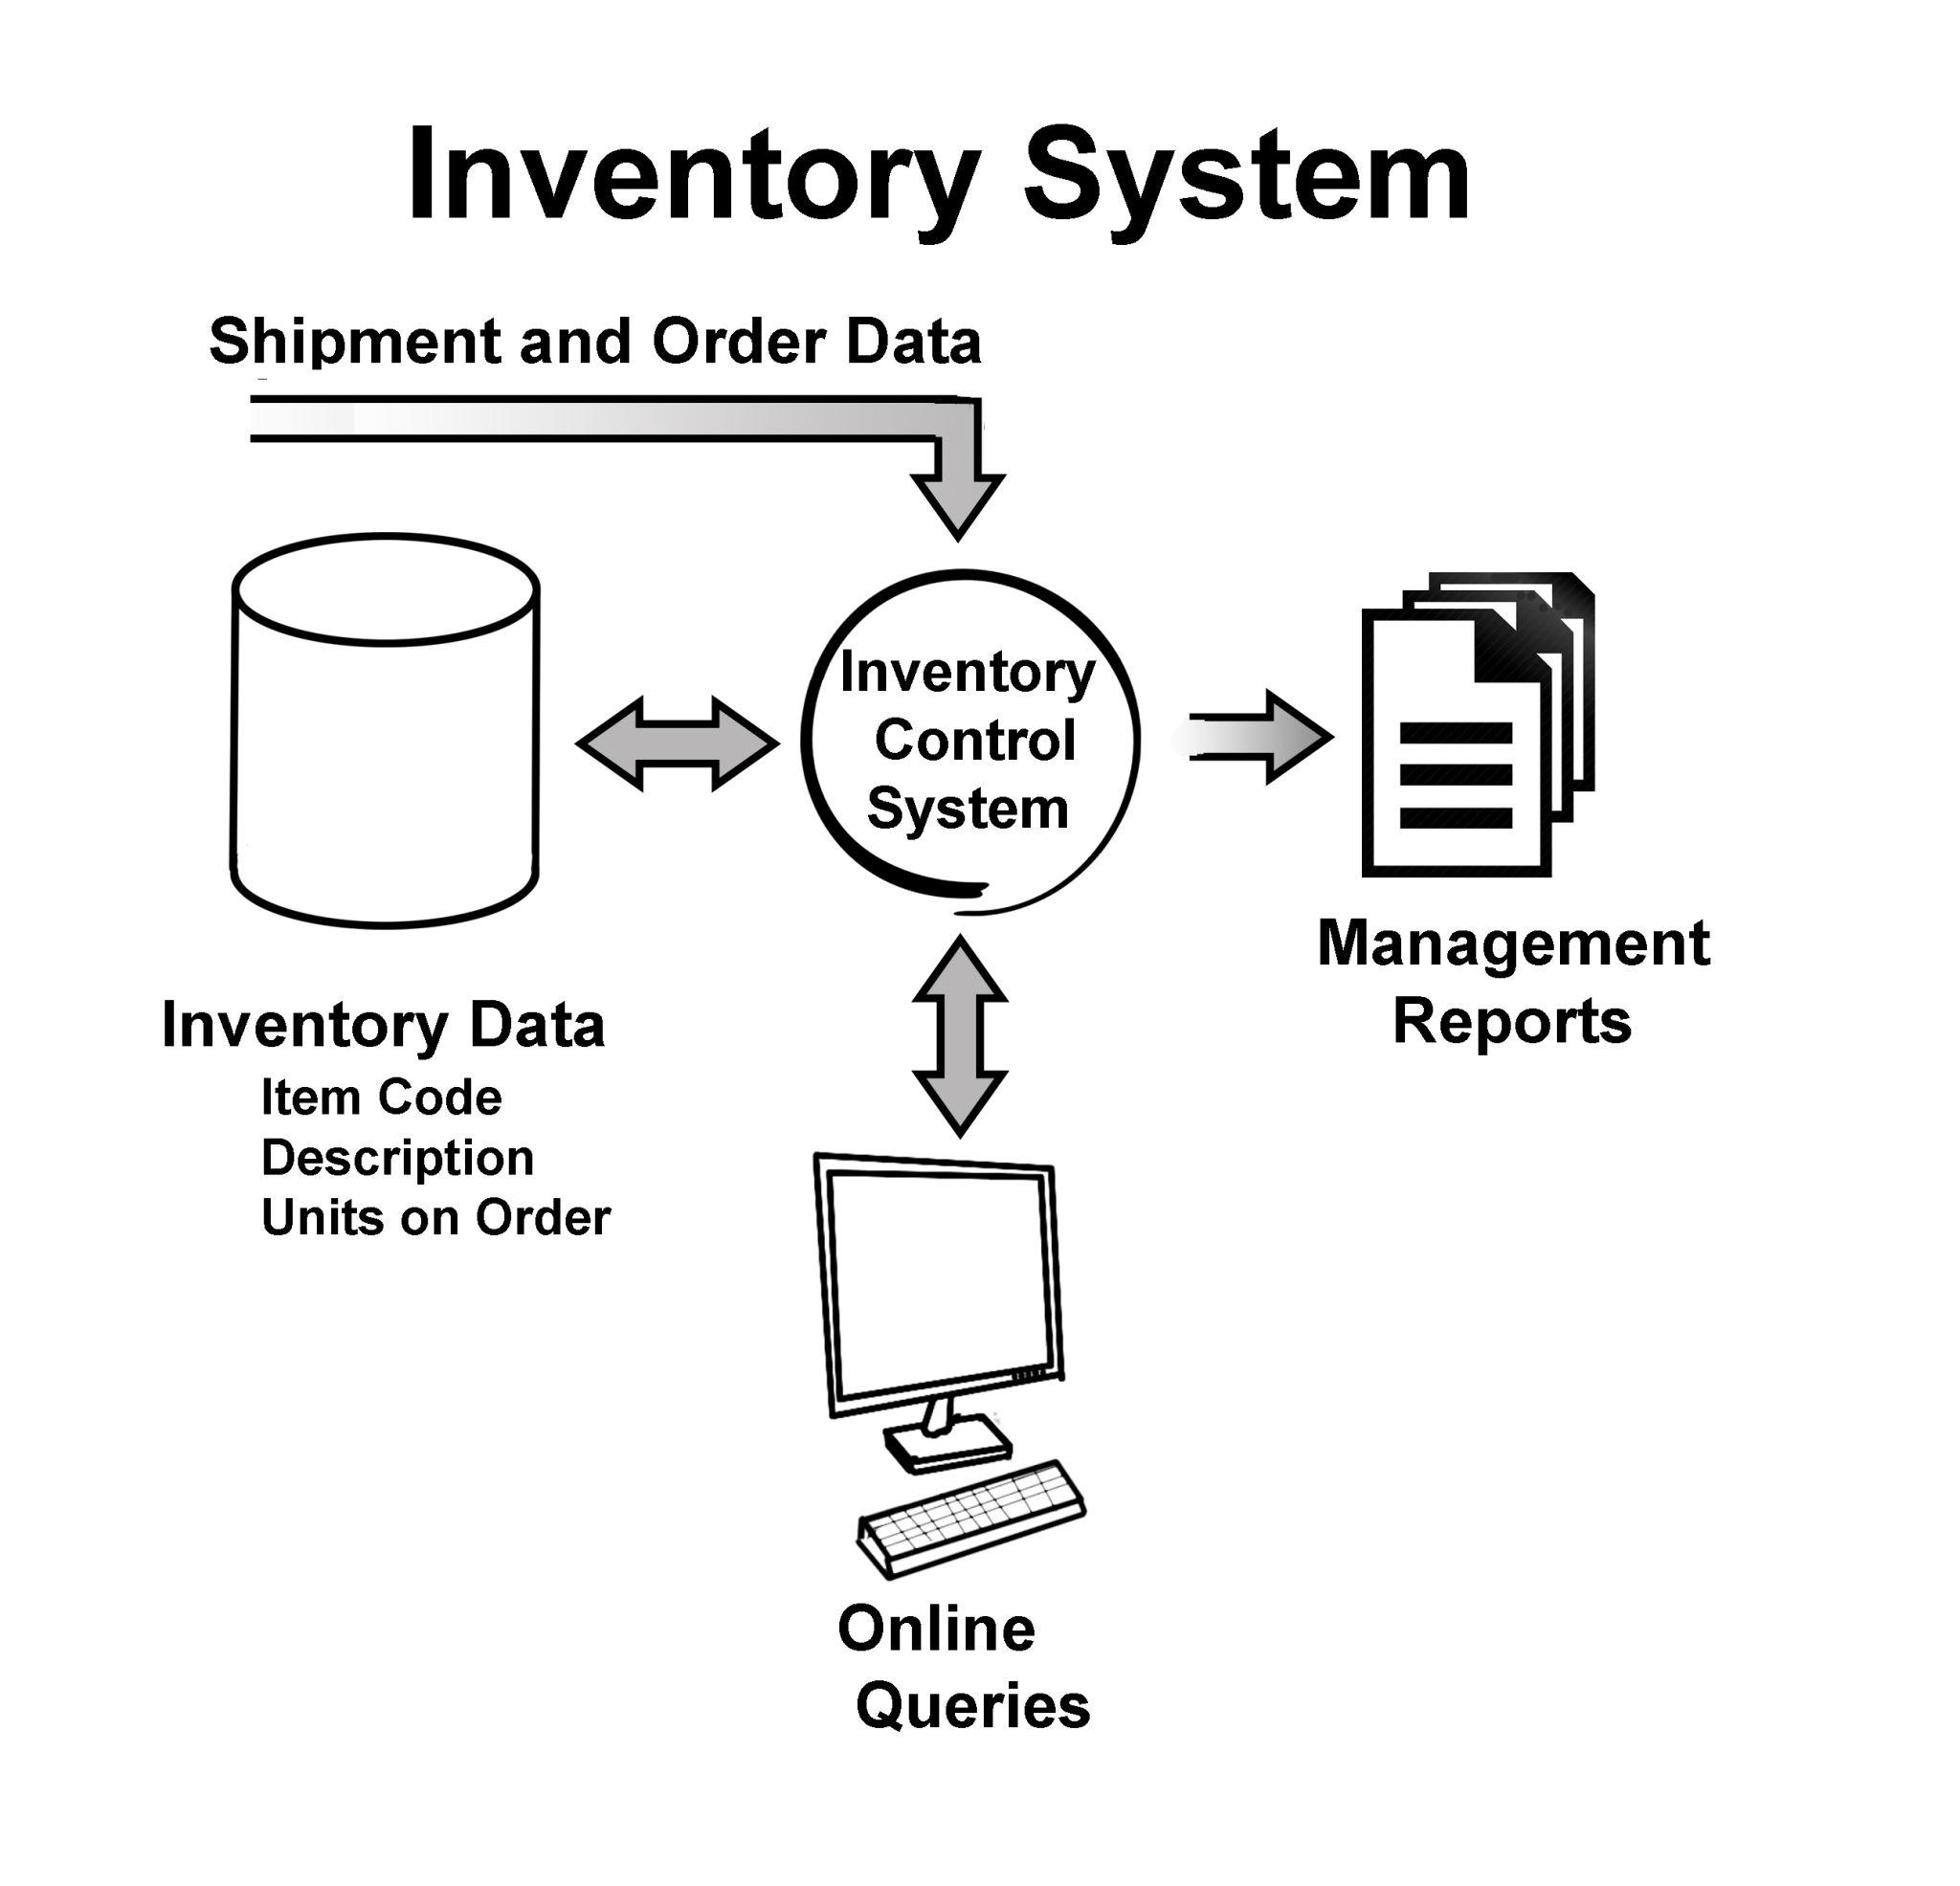 Inventory System
Shipment and Order Data
Inventory
Control
System
Management
Reports
Inventory Data
Item Code
Description
Units on Order
Online
Queries